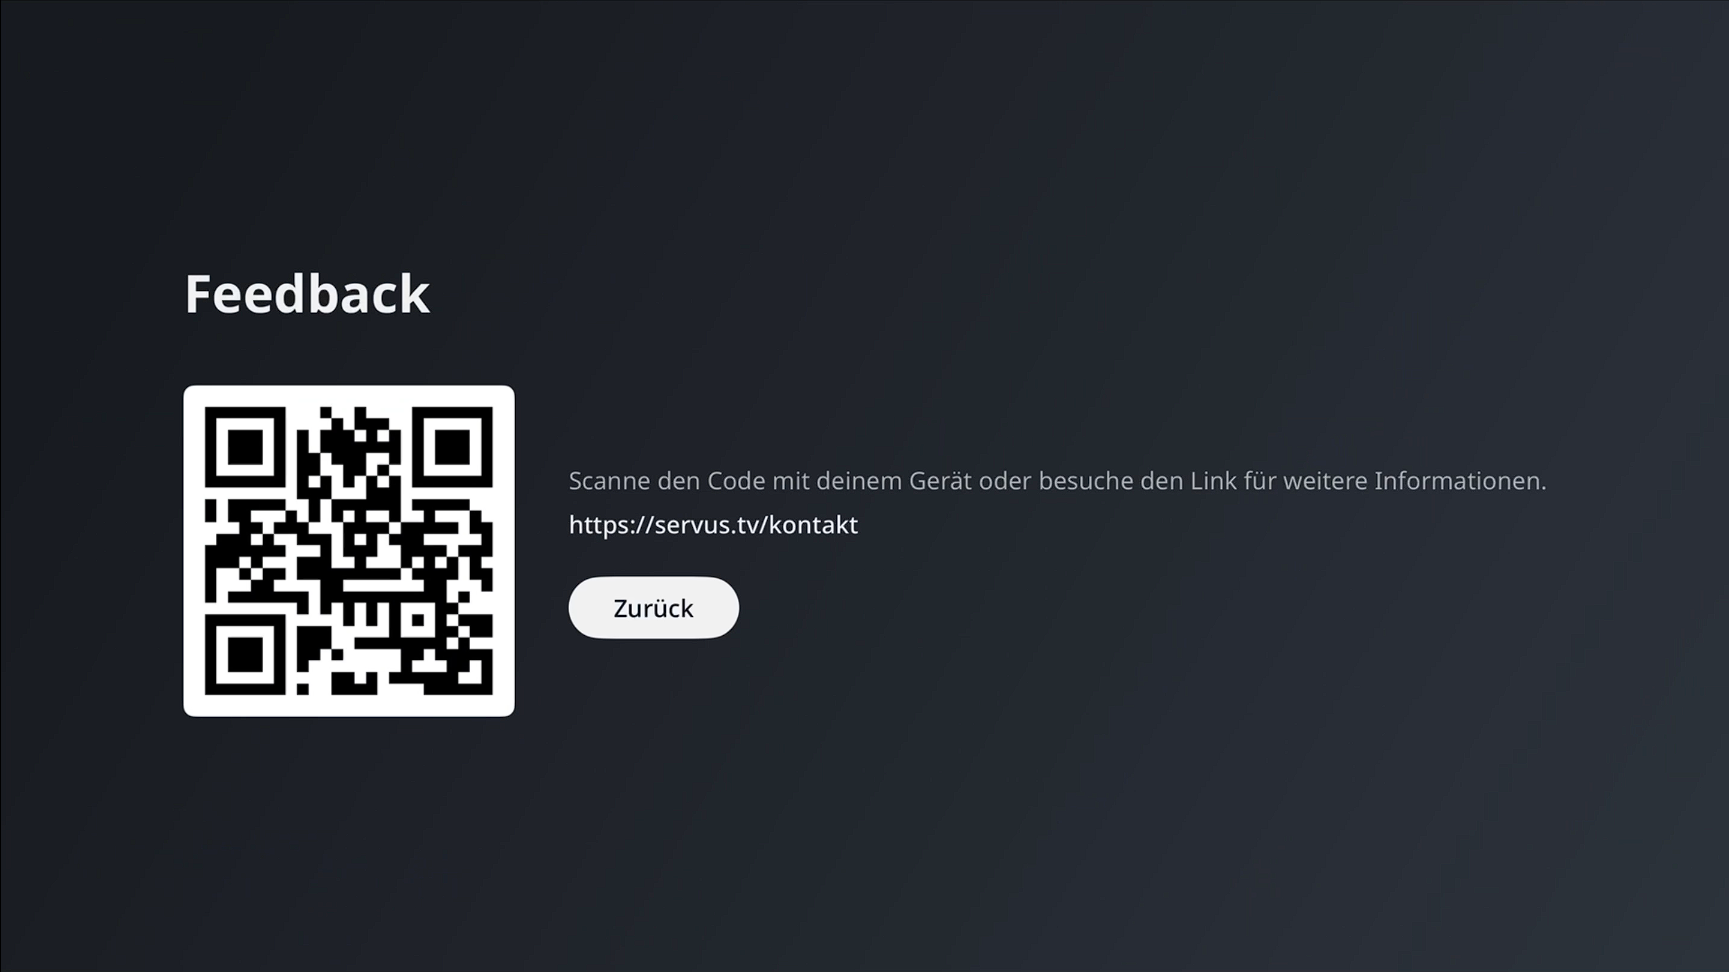 Feedback
Scanne den Code mit deinem Gerät oder besuche den Link für weitere Informationen.
https://servus.tv/kontakt
Zurück